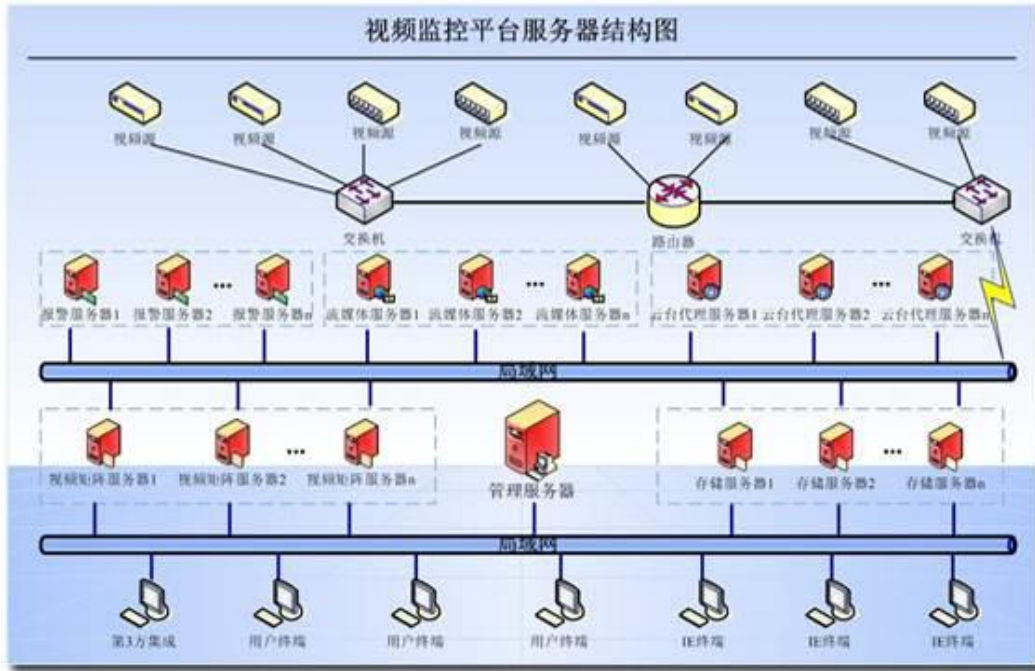 视频监控平台服务器结构图
视频源 视频源 视频源 视频源 视频源 视频源 视频源 视频源
交换机 路由器 交换机
报警服务器1 报警服务器2 ... 报警服务器n 流媒体服务器1 流媒体服务器2 ... 流媒体服务器n 云台代理服务器1 云台代理服务器2 ... 云台代理服务器n
局域网
视频矩阵服务器1 视频矩阵服务器2 ... 视频矩阵服务器n 管理服务器 存储服务器1 存储服务器2 ... 存储服务器n
局域网
第3方集成 用户终端 用户终端 用户终端 IE终端 IE终端 IE终端